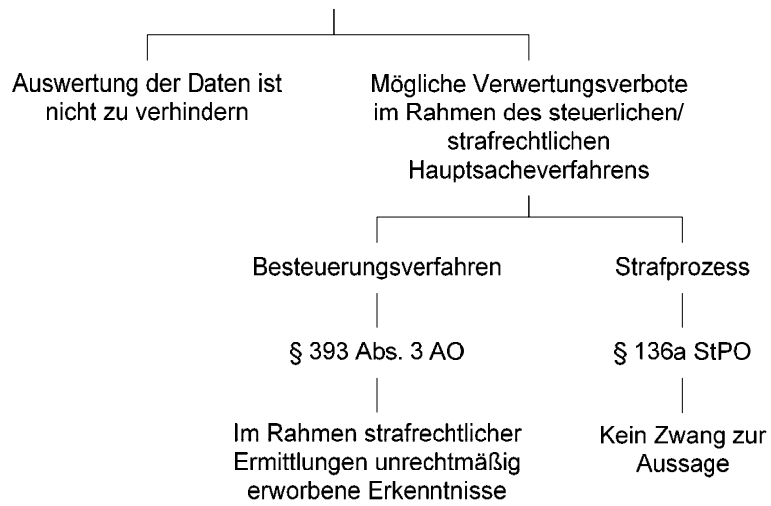 Auswertung der Daten ist
nicht zu verhindern
Mögliche Verwertungsverbote
im Rahmen des steuerlichen/
strafrechtlichen
Hauptsacheverfahrens
Besteuerungsverfahren
Strafprozess
§ 393 Abs. 3 AO
§ 136a StPO
Im Rahmen strafrechtlicher
Ermittlungen unrechtmäßig
erworbene Erkenntnisse
Kein Zwang zur
Aussage